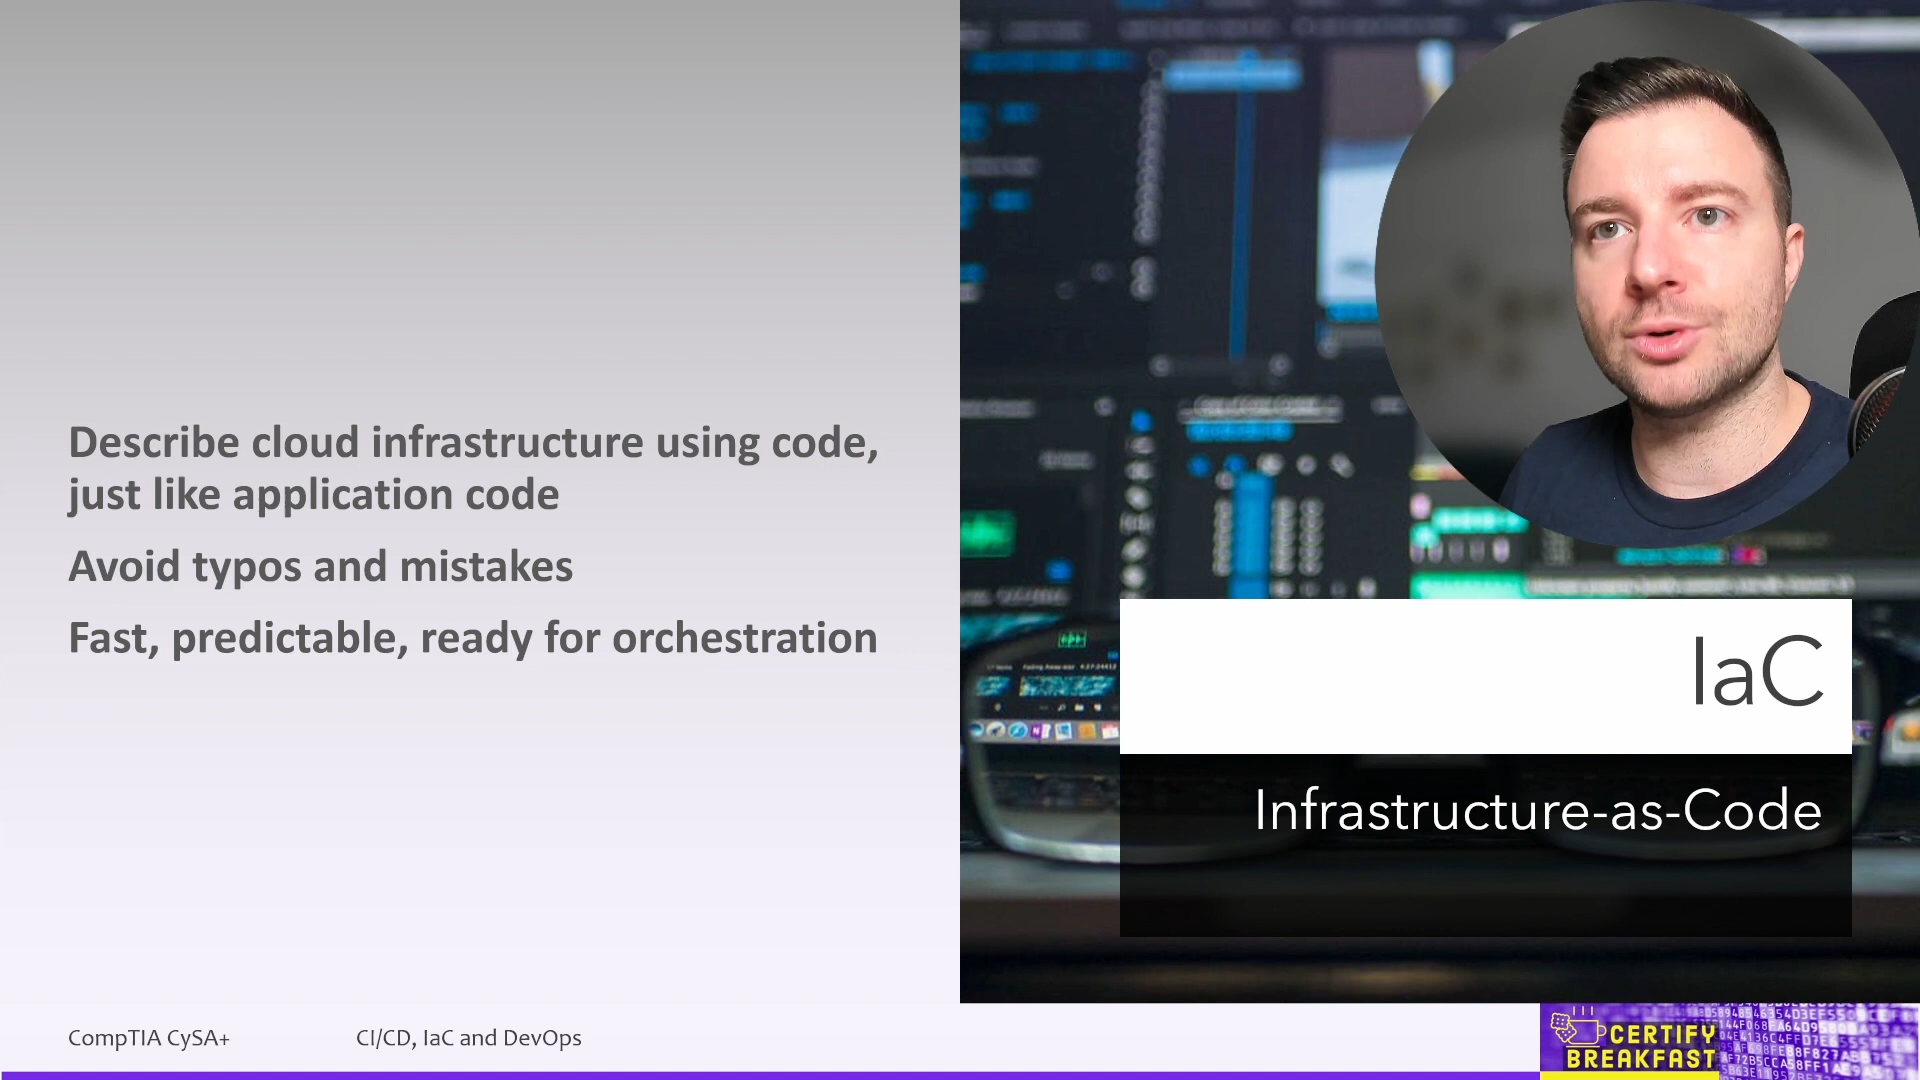 Describe cloud infrastructure using code,
just like application code
Avoid typos and mistakes
Fast, predictable, ready for orchestration
IaC
Infrastructure-as-Code
CompTIA CySA+
CI/CD, IaC and DevOps
CERTIFY
BREAKFAST